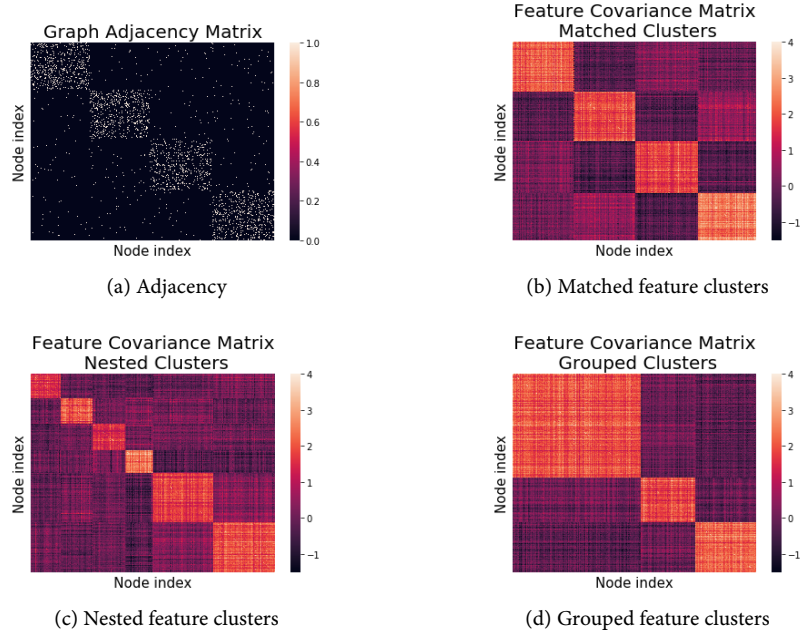 Graph Adjacency Matrix
Node index
1.0
0.8
0.6
0.4
0.2
0.0
Node index
(a) Adjacency
Feature Covariance Matrix
Matched Clusters
Node index
4
3
2
1
0
−1
Node index
(b) Matched feature clusters
Feature Covariance Matrix
Nested Clusters
Node index
4
3
2
1
0
−1
Node index
(c) Nested feature clusters
Feature Covariance Matrix
Grouped Clusters
Node index
4
3
2
1
0
−1
Node index
(d) Grouped feature clusters